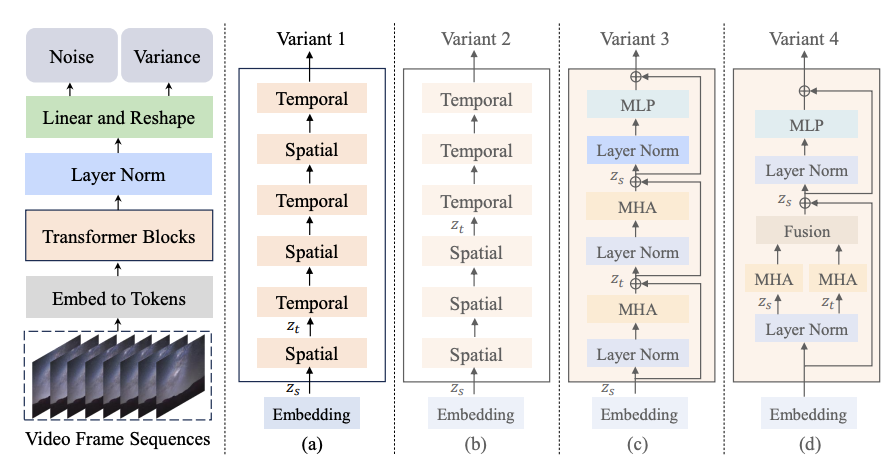 Noise
Variance
Linear and Reshape
Layer Norm
Transformer Blocks
Embed to Tokens
Video Frame Sequences
Variant 1
Temporal
Spatial
Temporal
Spatial
Temporal
z_t
Spatial
z_s
Embedding
(a)
Variant 2
Temporal
Temporal
Temporal
z_t
Spatial
Spatial
Spatial
z_s
Embedding
(b)
Variant 3
MLP
Layer Norm
z_s
MHA
Layer Norm
z_t
MHA
Layer Norm
z_s
Embedding
(c)
Variant 4
MLP
Layer Norm
z_s
Fusion
MHA
MHA
z_s
z_t
Layer Norm
Embedding
(d)